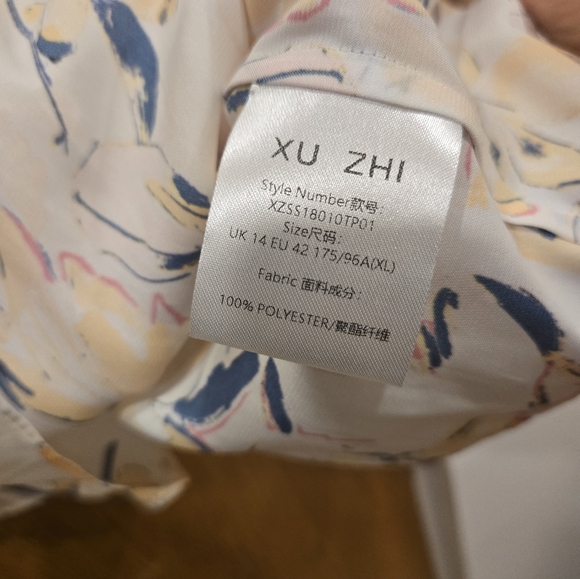 XU ZHI
Style Number款号:
XZSS18010TP01
Size尺码:
UK 14 EU 42 175/96A(XL)
Fabric 面料成分:
100% POLYESTER/聚酯纤维